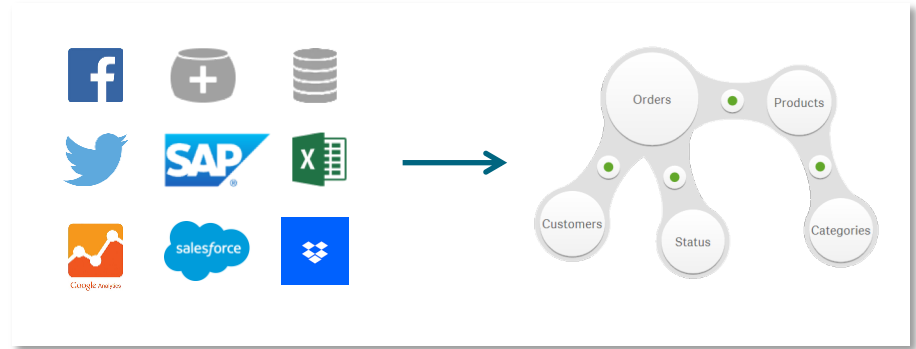 f
SAP
®
X
Google Analytics
salesforce
Orders
Products
Customers
Status
Categories